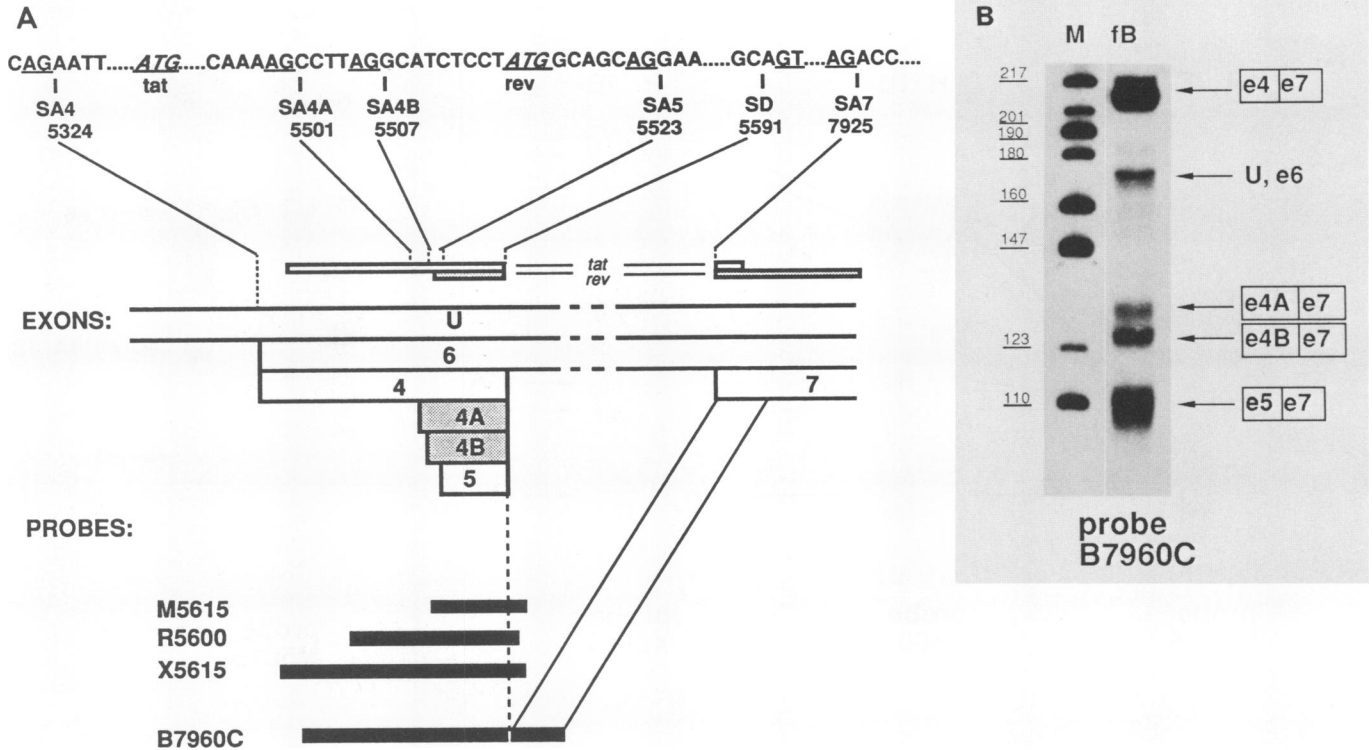 A
CAGAATT.....ATG.....CAAAAGCCTTAGGCATCTCCTATGGCAGCAGGAA.....GCAGT....AGACC....
tat
rev
SA4
5324
SA4A
5501
SA4B
5507
SA5
5523
SD
5591
SA7
7925
tat
rev
EXONS:
U
6
4
7
4A
4B
5
PROBES:
M5615
R5600
X5615
B7960C
B
M fB
217
201
190
180
160
147
123
110
e4 e7
U, e6
e4A e7
e4B e7
e5 e7
probe
B7960C